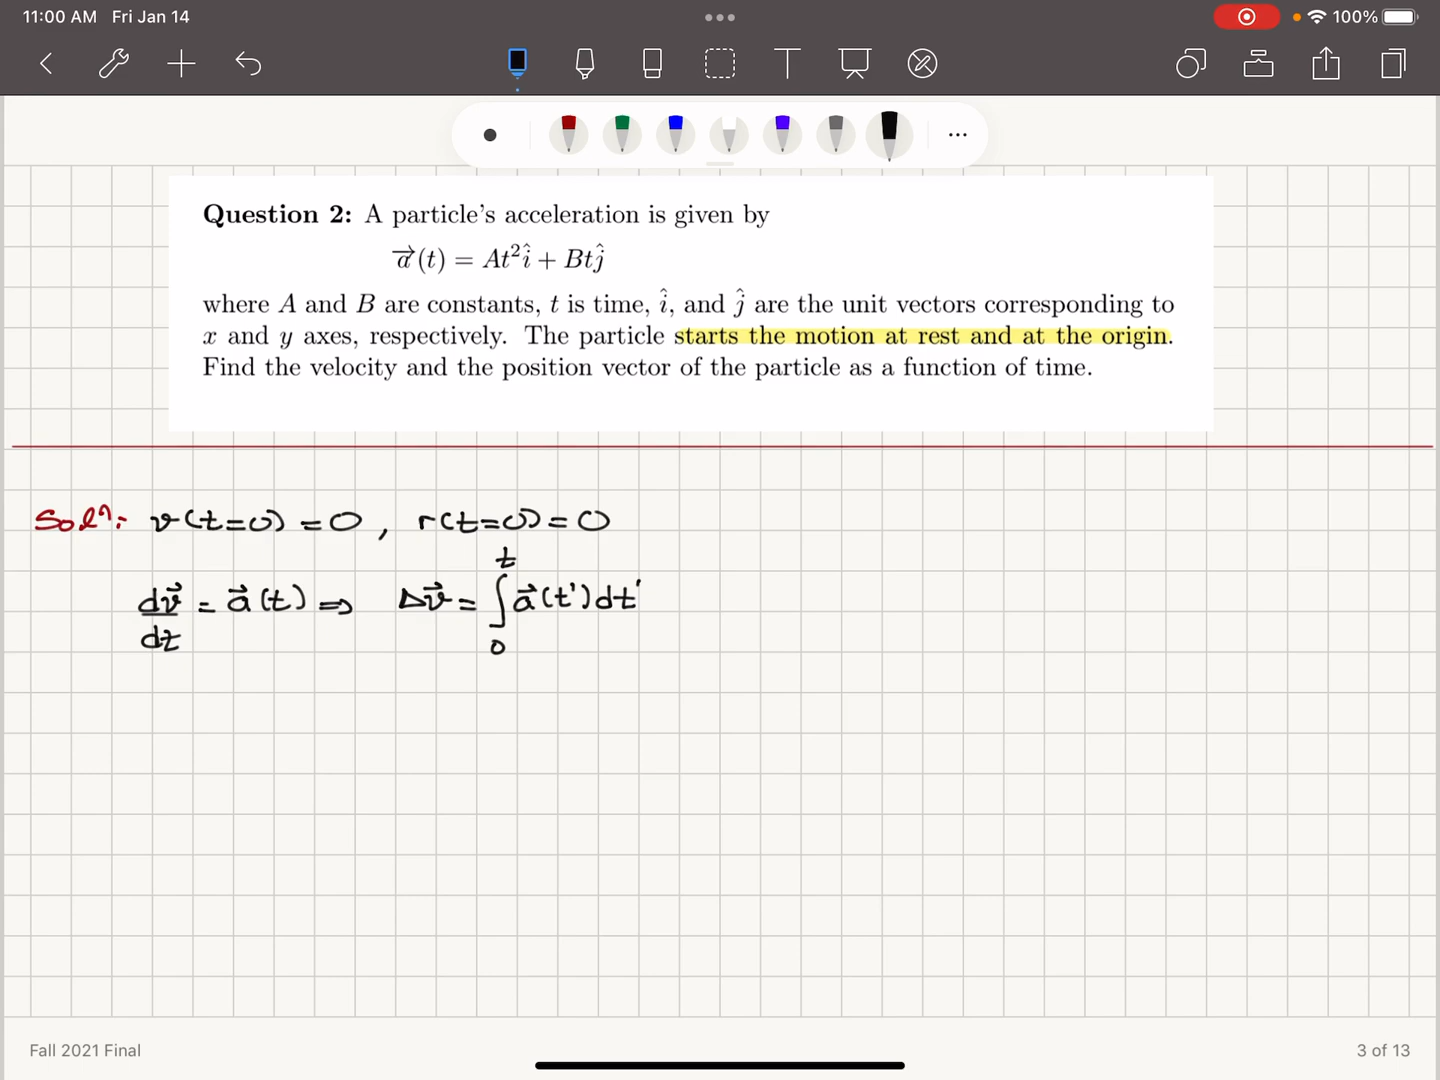 11:00 AM Fri Jan 14
100%
Question 2: A particle's acceleration is given by
a⃗(t) = At²î + Btĵ
where A and B are constants, t is time, î, and ĵ are the unit vectors corresponding to
x and y axes, respectively. The particle starts the motion at rest and at the origin.
Find the velocity and the position vector of the particle as a function of time.
Solⁿ: v(t=0) = 0, r(t=0) = 0
dv⃗/dt = a⃗(t) ⇒ Δv⃗ = ∫₀ᵗ a⃗(t')dt'
Fall 2021 Final
3 of 13